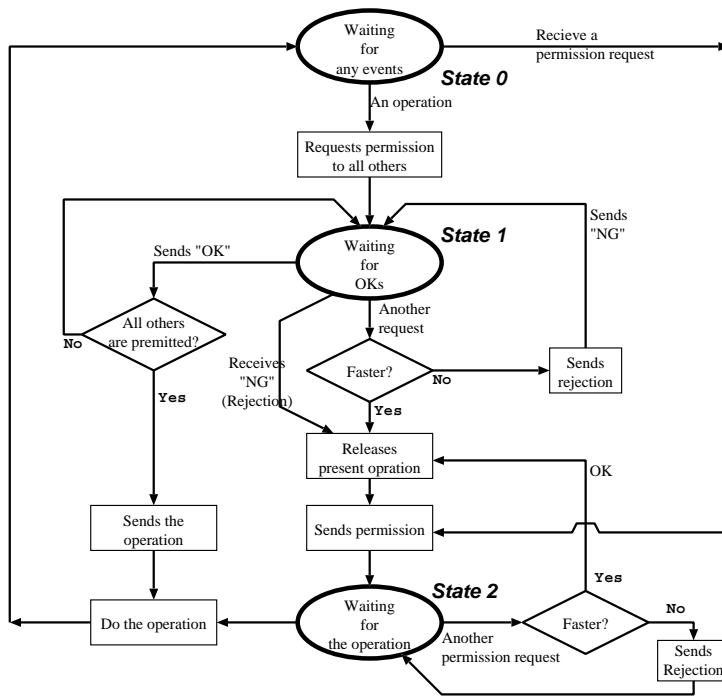 Waiting
for
any events
State 0
Recieve a
permission request
An operation
Requests permission
to all others
State 1
Sends
"NG"
Sends "OK"
Waiting
for
OKs
Another
request
All others
are premitted?
No
Receives
"NG"
(Rejection)
Faster?
No
Sends
rejection
Yes
Yes
Releases
present opration
OK
Sends the
operation
Sends permission
State 2
Yes
Waiting
for
the operation
Do the operation
Another
permission request
Faster?
No
Sends
Rejection